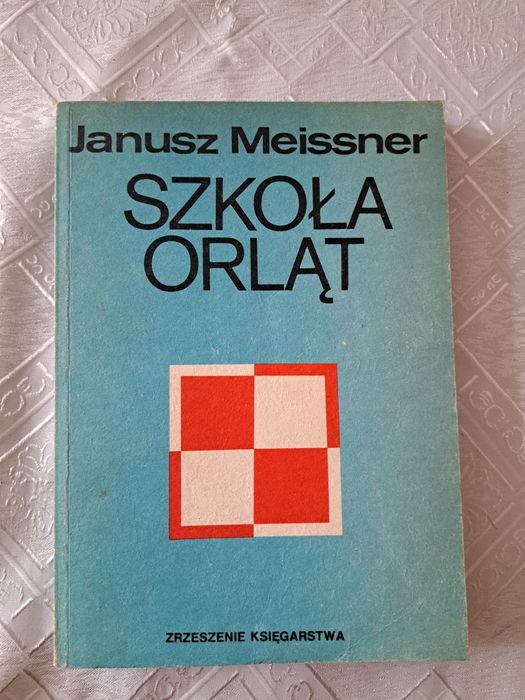 Janusz Meissner
SZKOŁA
ORLĄT
ZRZESZENIE KSIĘGARSTWA